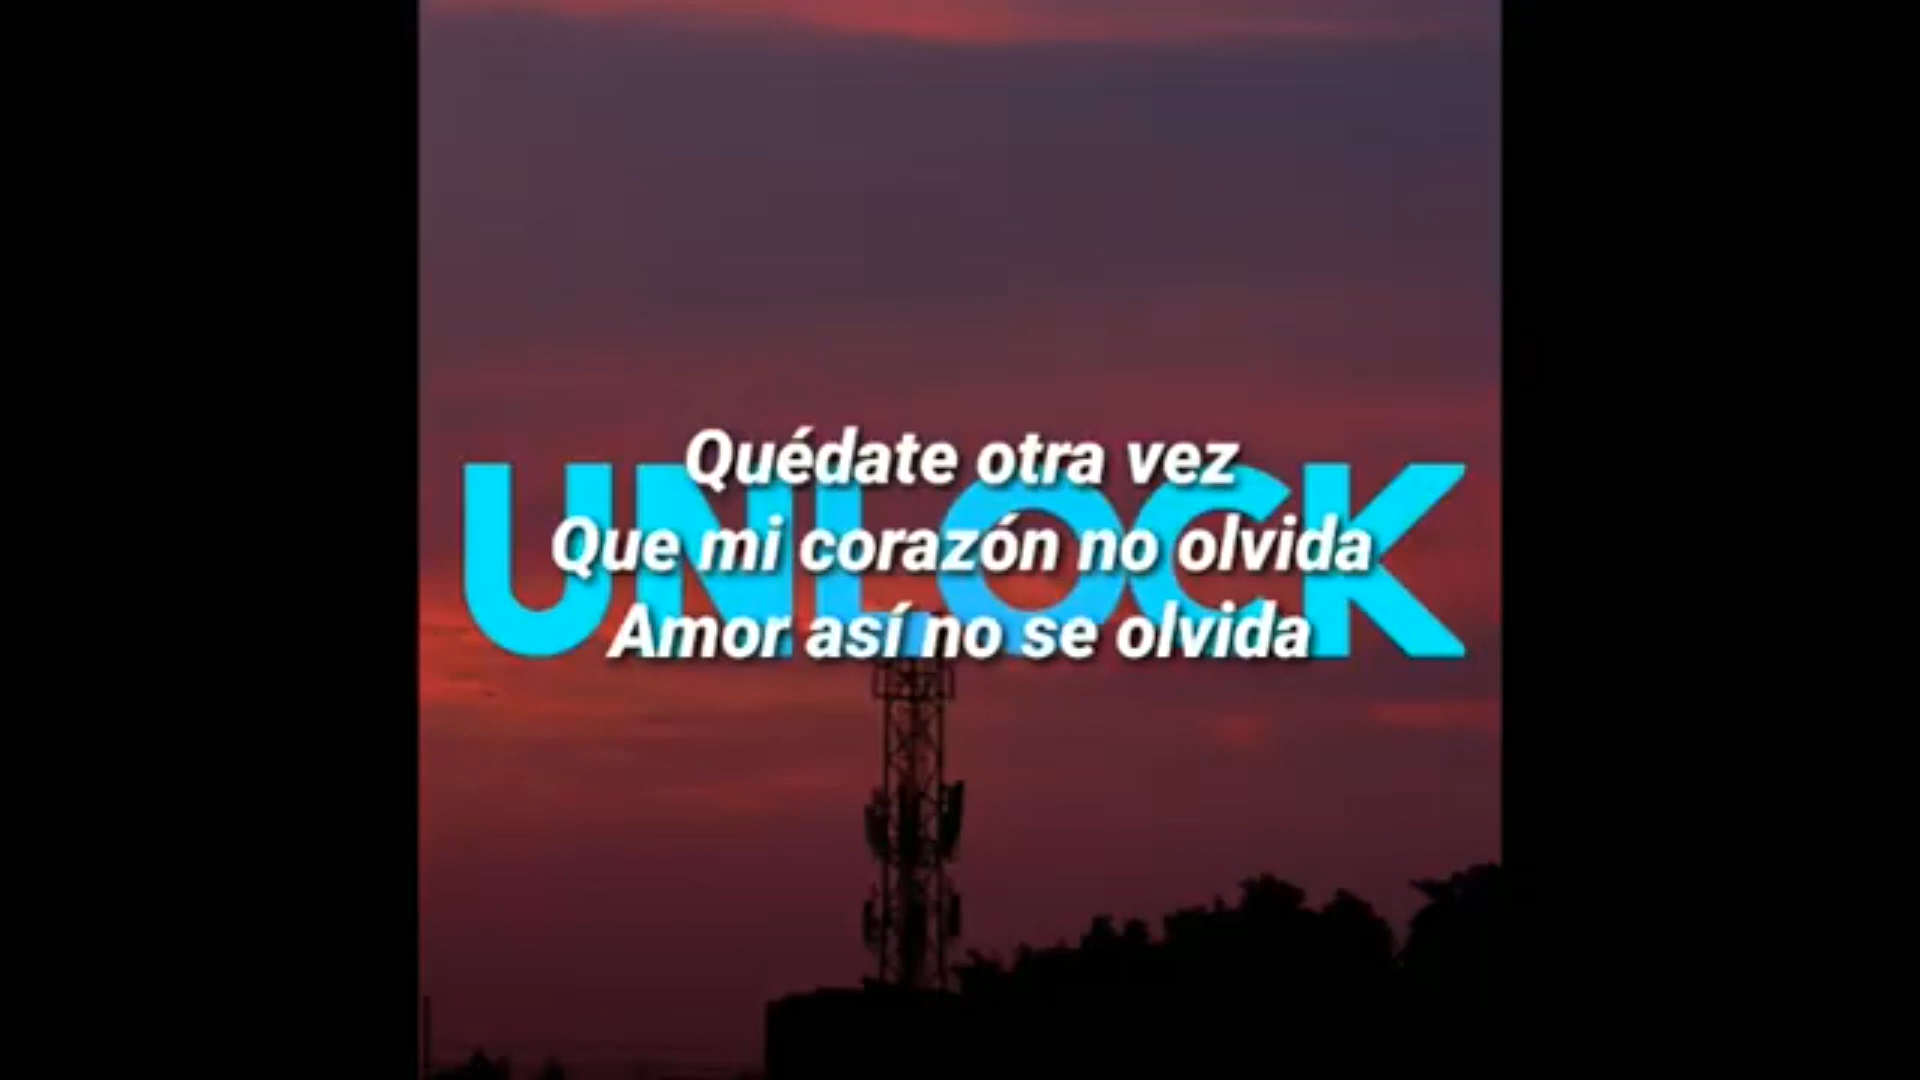 Quédate otra vez
UNLOCK
Que mi corazón no olvida
Amor así no se olvida